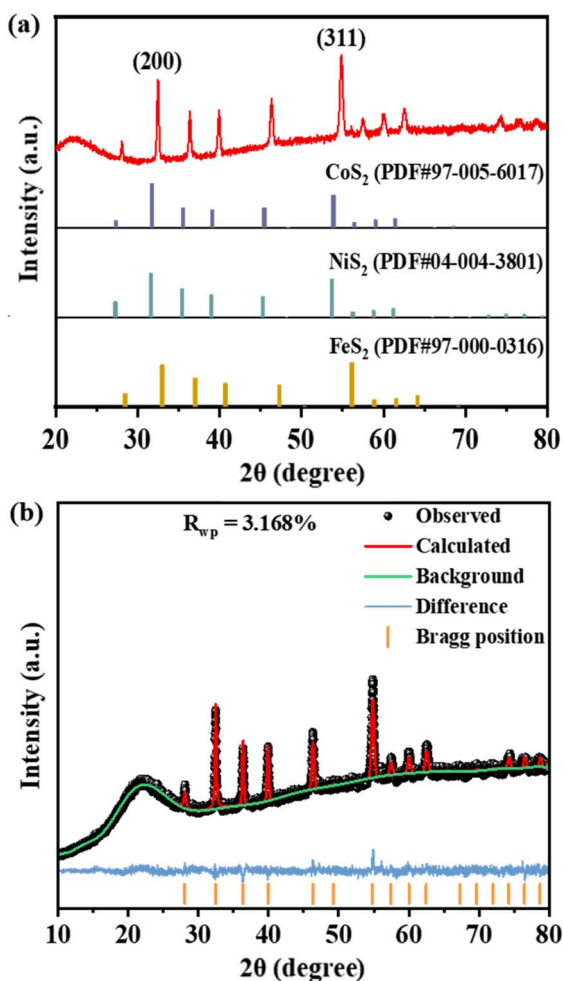 (a)
(311)
(200)
CoS₂ (PDF#97-005-6017)
NiS₂ (PDF#04-004-3801)
FeS₂ (PDF#97-000-0316)
Intensity (a.u.)
20 30 40 50 60 70 80
2θ (degree)
(b)
R_wp = 3.168%
Observed
Calculated
Background
Difference
Bragg position
Intensity (a.u.)
10 20 30 40 50 60 70 80
2θ (degree)